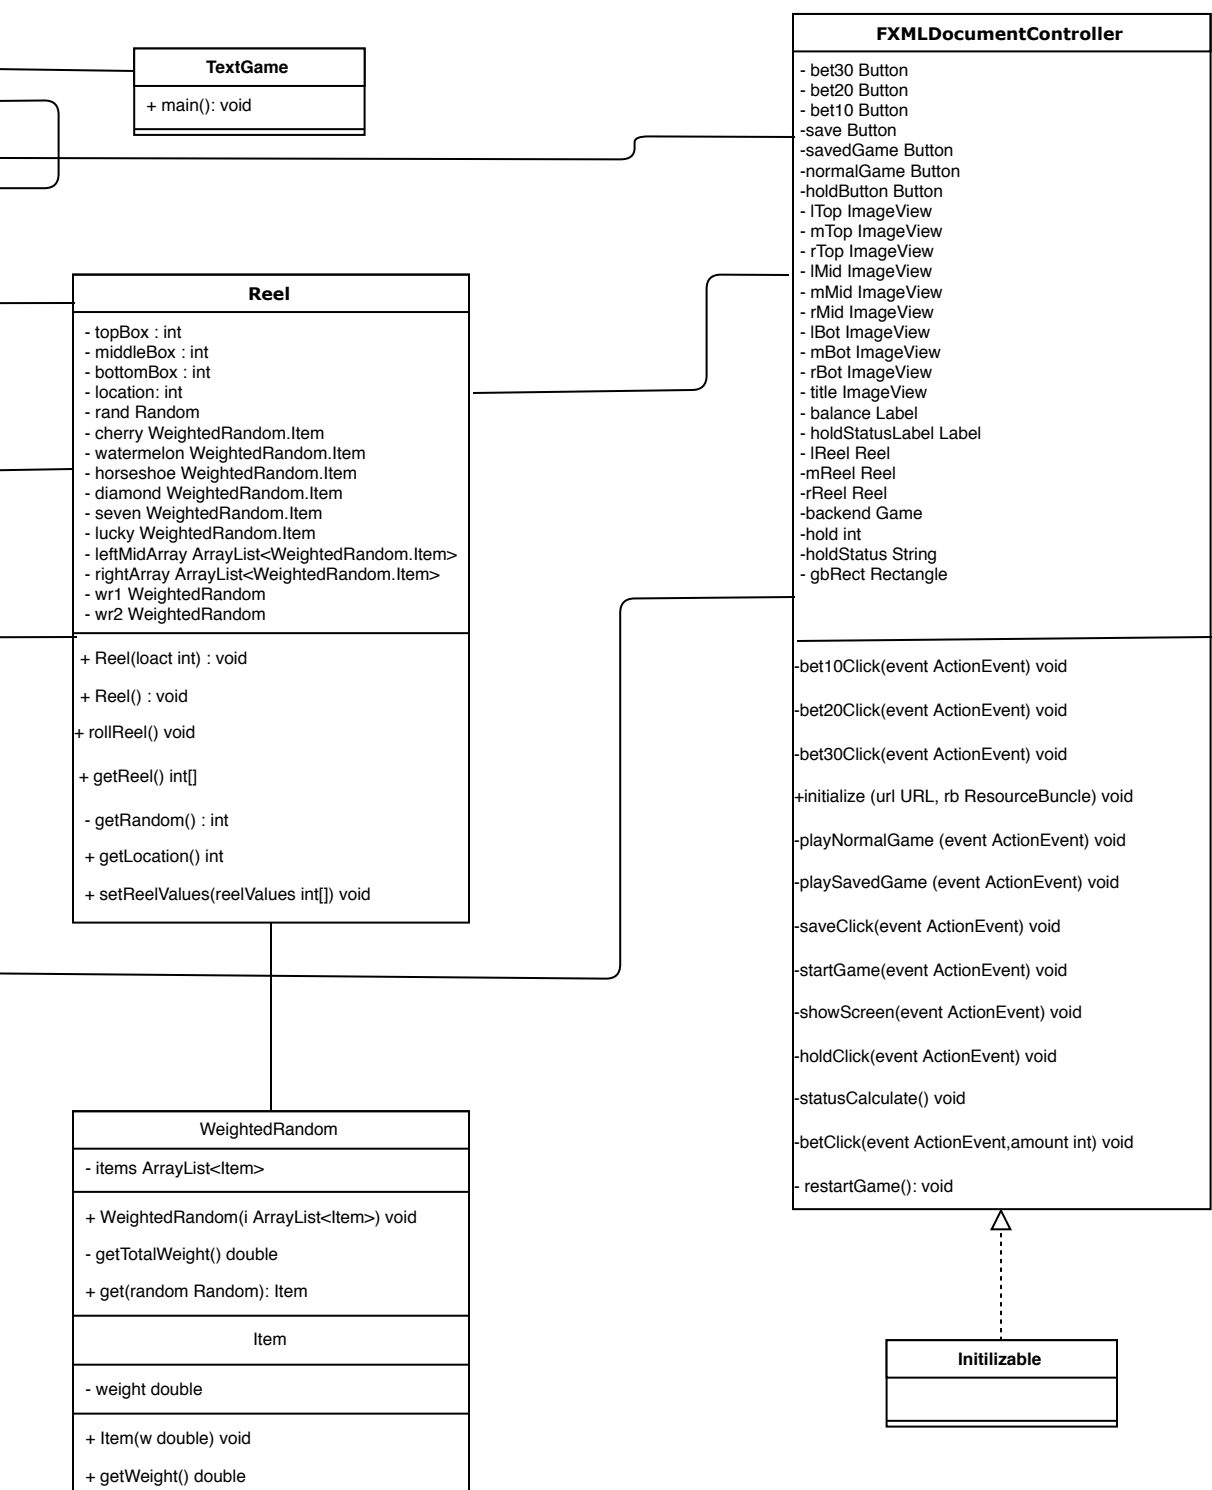 TextGame
+ main(): void
FXMLDocumentController
- bet30 Button
- bet20 Button
- bet10 Button
-save Button
-savedGame Button
-normalGame Button
-holdButton Button
- lTop ImageView
- mTop ImageView
- rTop ImageView
- lMid ImageView
- mMid ImageView
- rMid ImageView
- lBot ImageView
- mBot ImageView
- rBot ImageView
- title ImageView
- balance Label
- holdStatusLabel Label
- lReel Reel
-mReel Reel
-rReel Reel
-backend Game
-hold int
-holdStatus String
- gbRect Rectangle
-bet10Click(event ActionEvent) void
-bet20Click(event ActionEvent) void
-bet30Click(event ActionEvent) void
+initialize (url URL, rb ResourceBuncle) void
-playNormalGame (event ActionEvent) void
-playSavedGame (event ActionEvent) void
-saveClick(event ActionEvent) void
-startGame(event ActionEvent) void
-showScreen(event ActionEvent) void
-holdClick(event ActionEvent) void
-statusCalculate() void
-betClick(event ActionEvent,amount int) void
- restartGame(): void
Reel
- topBox : int
- middleBox : int
- bottomBox : int
- location: int
- rand Random
- cherry WeightedRandom.Item
- watermelon WeightedRandom.Item
- horseshoe WeightedRandom.Item
- diamond WeightedRandom.Item
- seven WeightedRandom.Item
- lucky WeightedRandom.Item
- leftMidArray ArrayList<WeightedRandom.Item>
- rightArray ArrayList<WeightedRandom.Item>
- wr1 WeightedRandom
- wr2 WeightedRandom
+ Reel(loact int) : void
+ Reel() : void
+ rollReel() void
+ getReel() int[]
- getRandom() : int
+ getLocation() int
+ setReelValues(reelValues int[]) void
WeightedRandom
- items ArrayList<Item>
+ WeightedRandom(i ArrayList<Item>) void
- getTotalWeight() double
+ get(random Random): Item
Item
- weight double
+ Item(w double) void
+ getWeight() double
Initilizable